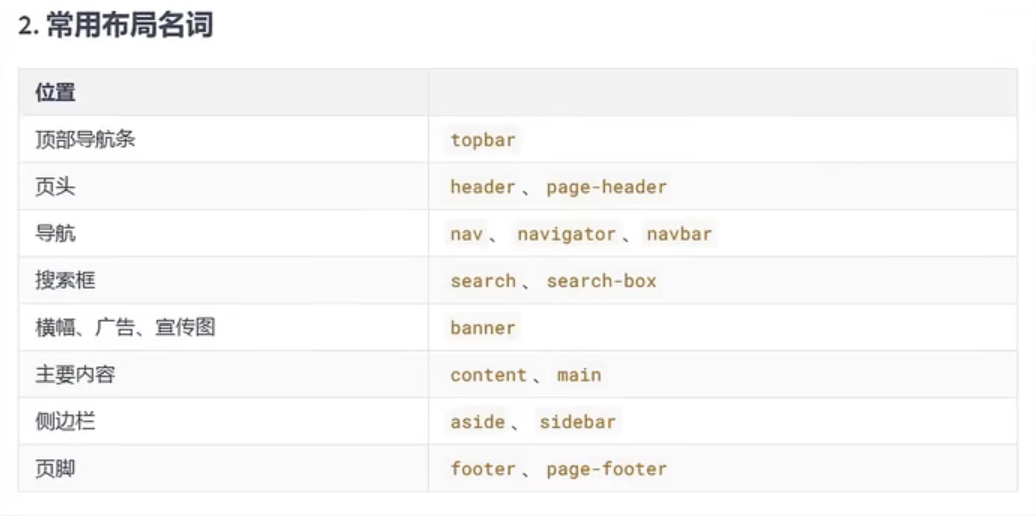 2. 常用布局名词
位置
顶部导航条 topbar
页头 header 、 page-header
导航 nav 、 navigator 、 navbar
搜索框 search 、 search-box
横幅、广告、宣传图 banner
主要内容 content 、 main
侧边栏 aside 、 sidebar
页脚 footer 、 page-footer